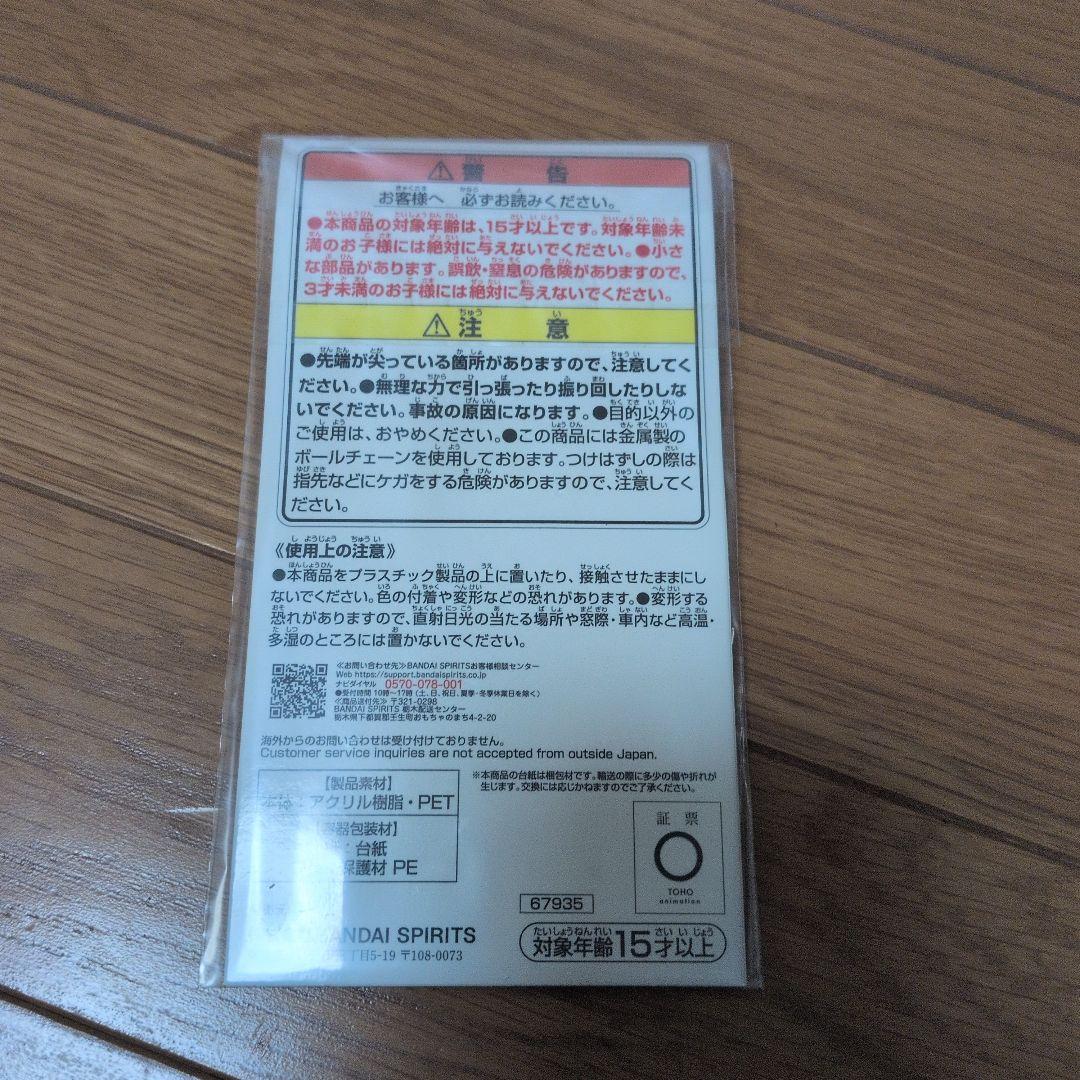 ⚠警 告
お客様へ 必ずお読みください。
●本商品の対象年齢は、15才以上です。対象年齢未
満のお子様には絶対に与えないでください。●小さ
な部品があります。誤飲・窒息の危険がありますので、
3才未満のお子様には絶対に与えないでください。
⚠注 意
●先端が尖っている箇所がありますので、注意してく
ださい。●無理な力で引っ張ったり振り回したりしな
いでください。事故の原因になります。●目的以外の
ご使用は、おやめください。●この商品には金属製の
ボールチェーンを使用しております。つけはずしの際は
指先などにケガをする危険がありますので、注意してく
ださい。
《使用上の注意》
●本商品をプラスチック製品の上に置いたり、接触させたままにし
ないでください。色の付着や変形などの恐れがあります。●変形する
恐れがありますので、直射日光の当たる場所や窓際・車内など高温・
多湿のところには置かないでください。
≪お問い合わせ先≫BANDAI SPIRITSお客様相談センター
Web https://support.bandaispirits.co.jp
ナビダイヤル 0570-078-001
●受付時間 10時〜17時 (土、日、祝日、夏季・冬季休業日を除く)
≪商品送付先≫ 〒321-0298
BANDAI SPIRITS 栃木配送センター
栃木県下都賀郡壬生町おもちゃのまち4-2-20
海外からのお問い合わせは受け付けておりません。
Customer service inquiries are not accepted from outside Japan.
【製品素材】
本体:アクリル樹脂・PET
【容器包装材】
台紙
保護材 PE
※本商品の台紙は梱包材です。輸送の際に多少の傷や折れが
生じます。交換には応じかねますのでご了承ください。
証票
TOHO
animation
67935
BANDAI SPIRITS
丁目5-19 〒108-0073
対象年齢15才以上